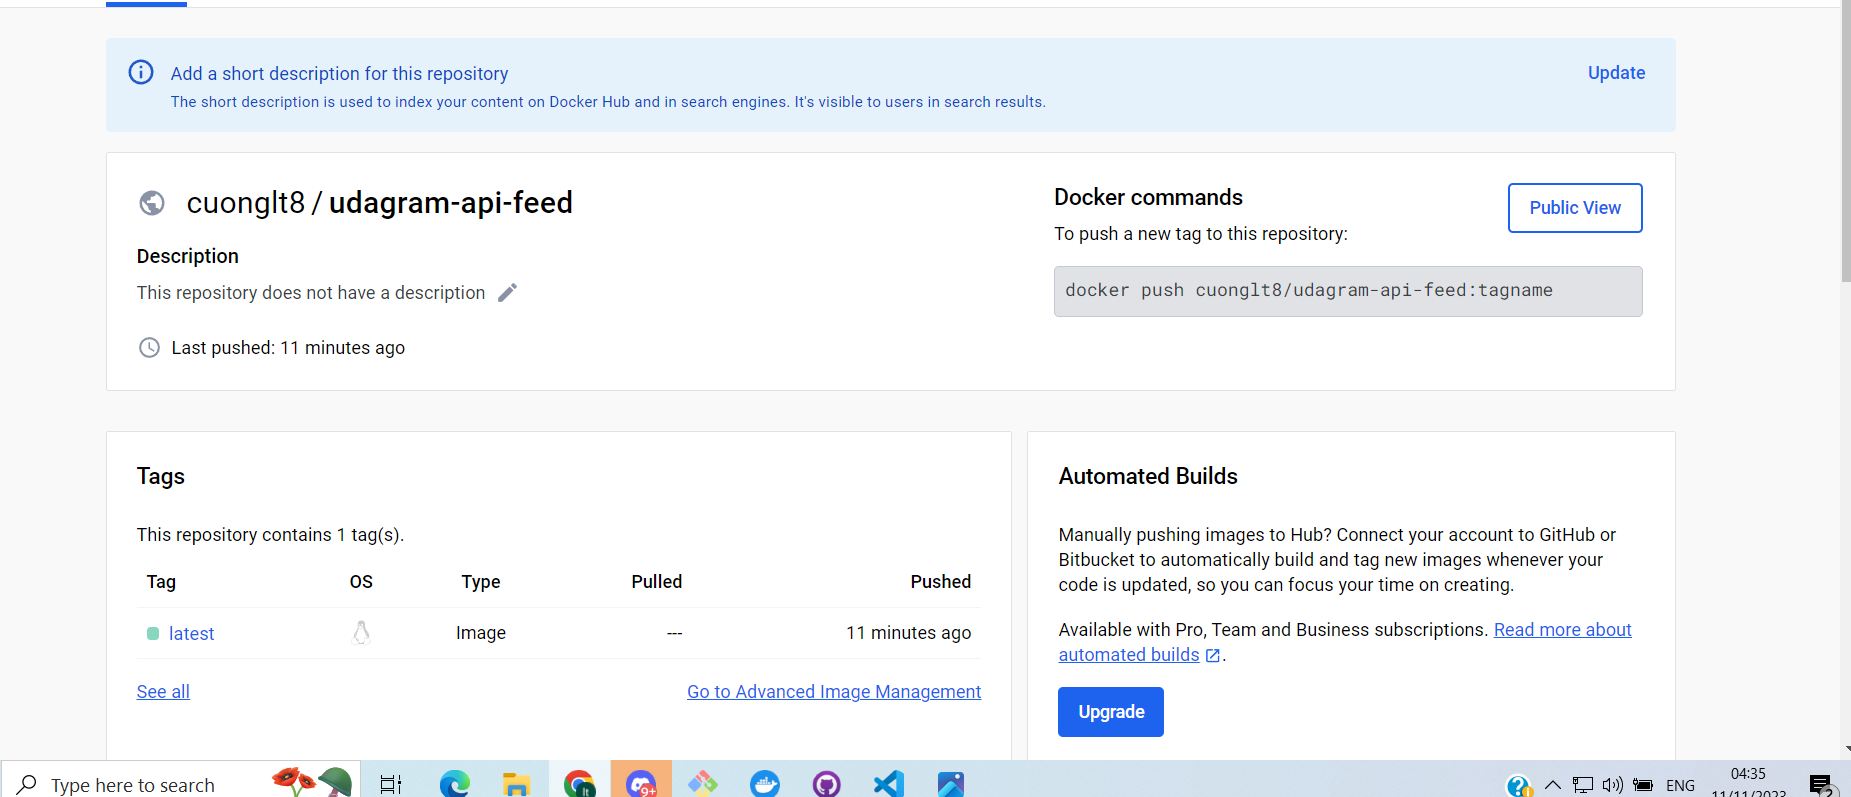 Add a short description for this repository
Update
The short description is used to index your content on Docker Hub and in search engines. It's visible to users in search results.
cuonglt8 / udagram-api-feed
Description
This repository does not have a description
Last pushed: 11 minutes ago
Docker commands
Public View
To push a new tag to this repository:
docker push cuonglt8/udagram-api-feed:tagname
Tags
This repository contains 1 tag(s).
Tag OS Type Pulled Pushed
latest Image --- 11 minutes ago
See all
Go to Advanced Image Management
Automated Builds
Manually pushing images to Hub? Connect your account to GitHub or
Bitbucket to automatically build and tag new images whenever your
code is updated, so you can focus your time on creating.
Available with Pro, Team and Business subscriptions. Read more about
automated builds.
Upgrade
Type here to search
9+
ENG
04:35
11/11/2023
2